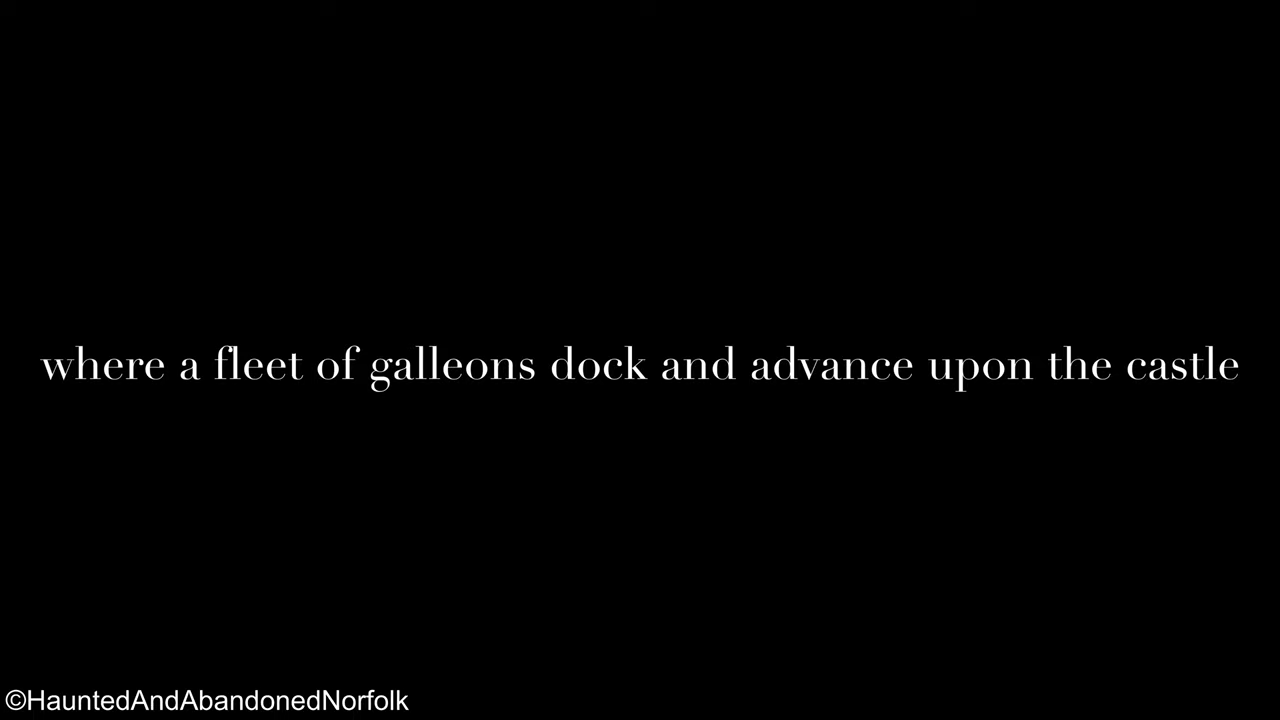 where a fleet of galleons dock and advance upon the castle
©HauntedAndAbandonedNorfolk